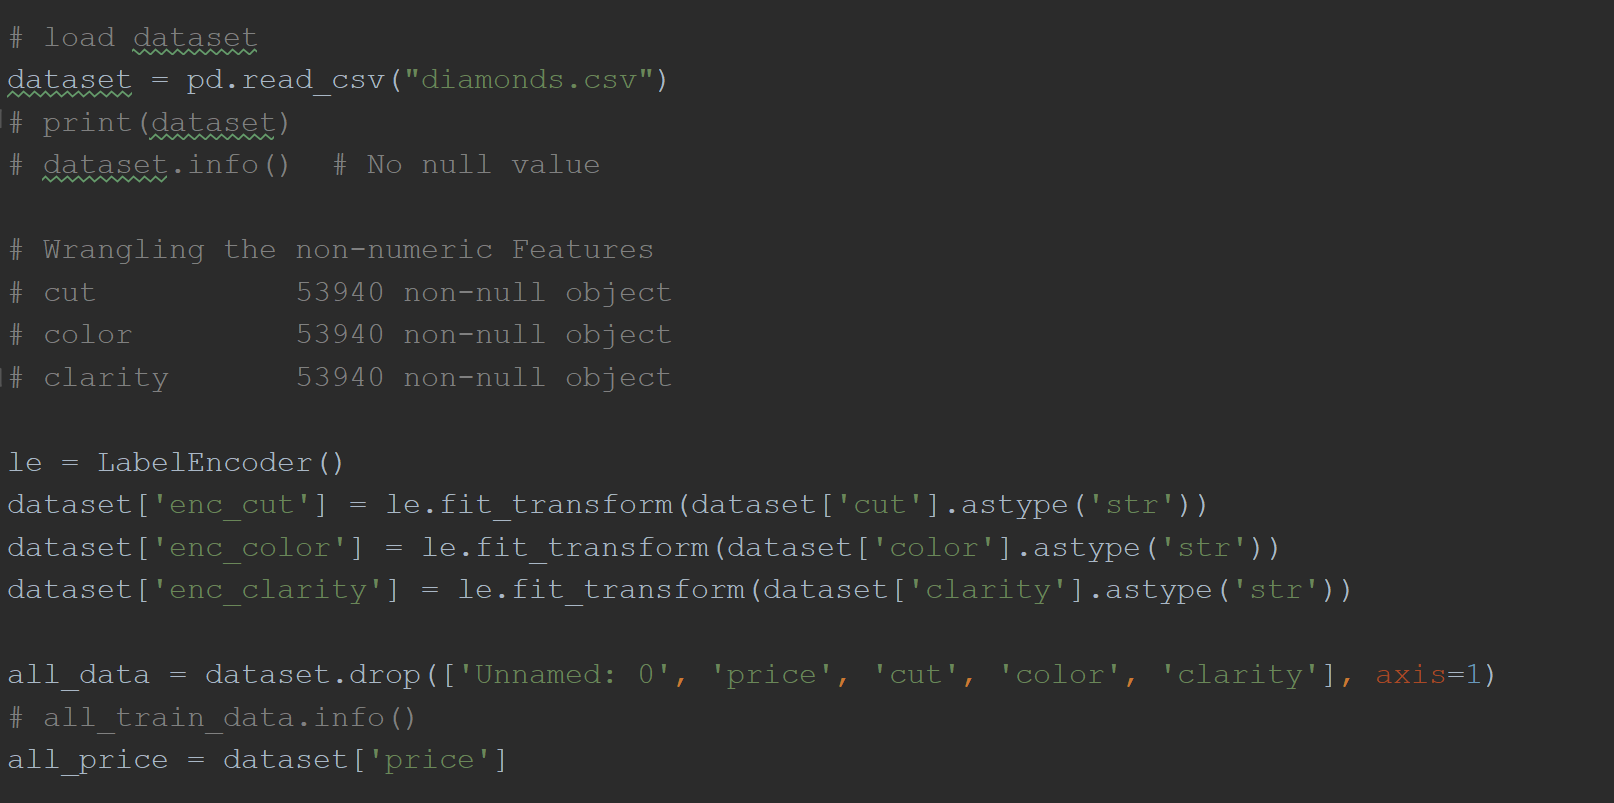 # load dataset
dataset = pd.read_csv("diamonds.csv")
# print(dataset)
# dataset.info()  # No null value
# Wrangling the non-numeric Features
# cut           53940 non-null object
# color         53940 non-null object
# clarity       53940 non-null object
le = LabelEncoder()
dataset['enc_cut'] = le.fit_transform(dataset['cut'].astype('str'))
dataset['enc_color'] = le.fit_transform(dataset['color'].astype('str'))
dataset['enc_clarity'] = le.fit_transform(dataset['clarity'].astype('str'))
all_data = dataset.drop(['Unnamed: 0', 'price', 'cut', 'color', 'clarity'], axis=1)
# all_train_data.info()
all_price = dataset['price']